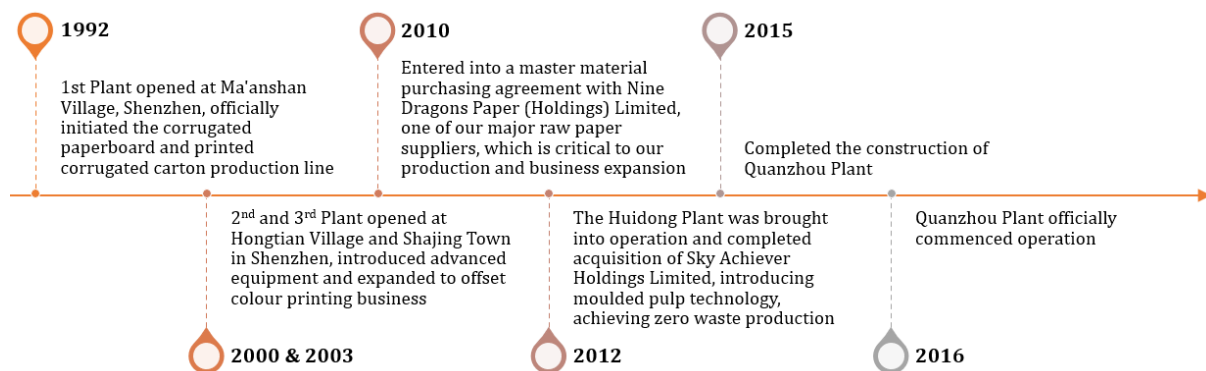 1992
1st Plant opened at Ma'anshan
Village, Shenzhen, officially
initiated the corrugated
paperboard and printed
corrugated carton production line
2nd and 3rd Plant opened at
Hongtian Village and Shajing Town
in Shenzhen, introduced advanced
equipment and expanded to offset
colour printing business
2000 & 2003
2010
Entered into a master material
purchasing agreement with Nine
Dragons Paper (Holdings) Limited,
one of our major raw paper
suppliers, which is critical to our
production and business expansion
The Huidong Plant was brought
into operation and completed
acquisition of Sky Achiever
Holdings Limited, introducing
moulded pulp technology,
achieving zero waste production
2012
2015
Completed the construction of
Quanzhou Plant
Quanzhou Plant officially
commenced operation
2016